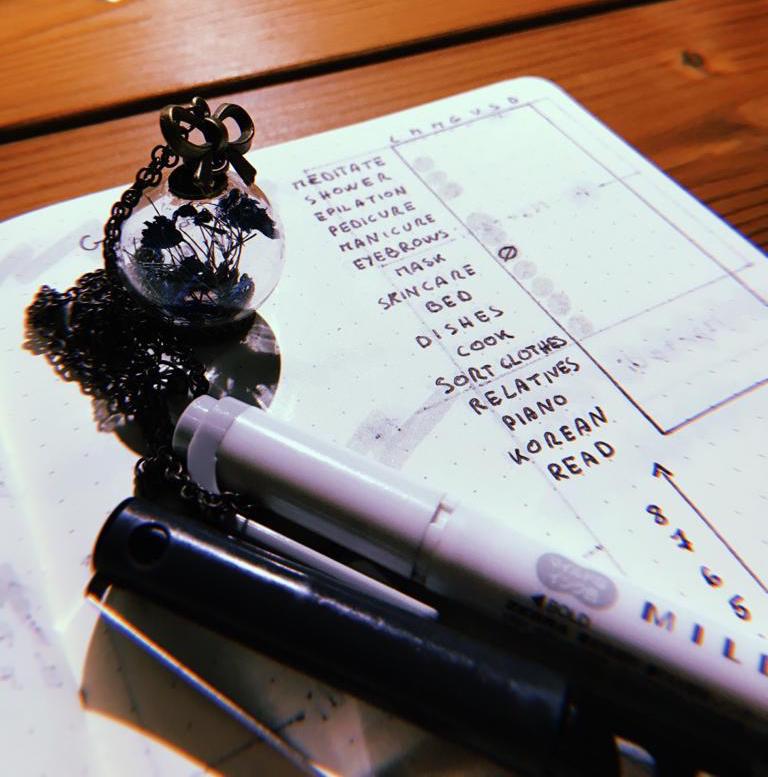 L M M G V S D
MEDITATE
SHOWER
EPILATION
PEDICURE
MANICURE
EYEBROWS
MASK
SKINCARE
BED
DISHES
COOK
SORT CLOTHES
RELATIVES
PIANO
KOREAN
READ
8
7
6
5
BOLD
MILD